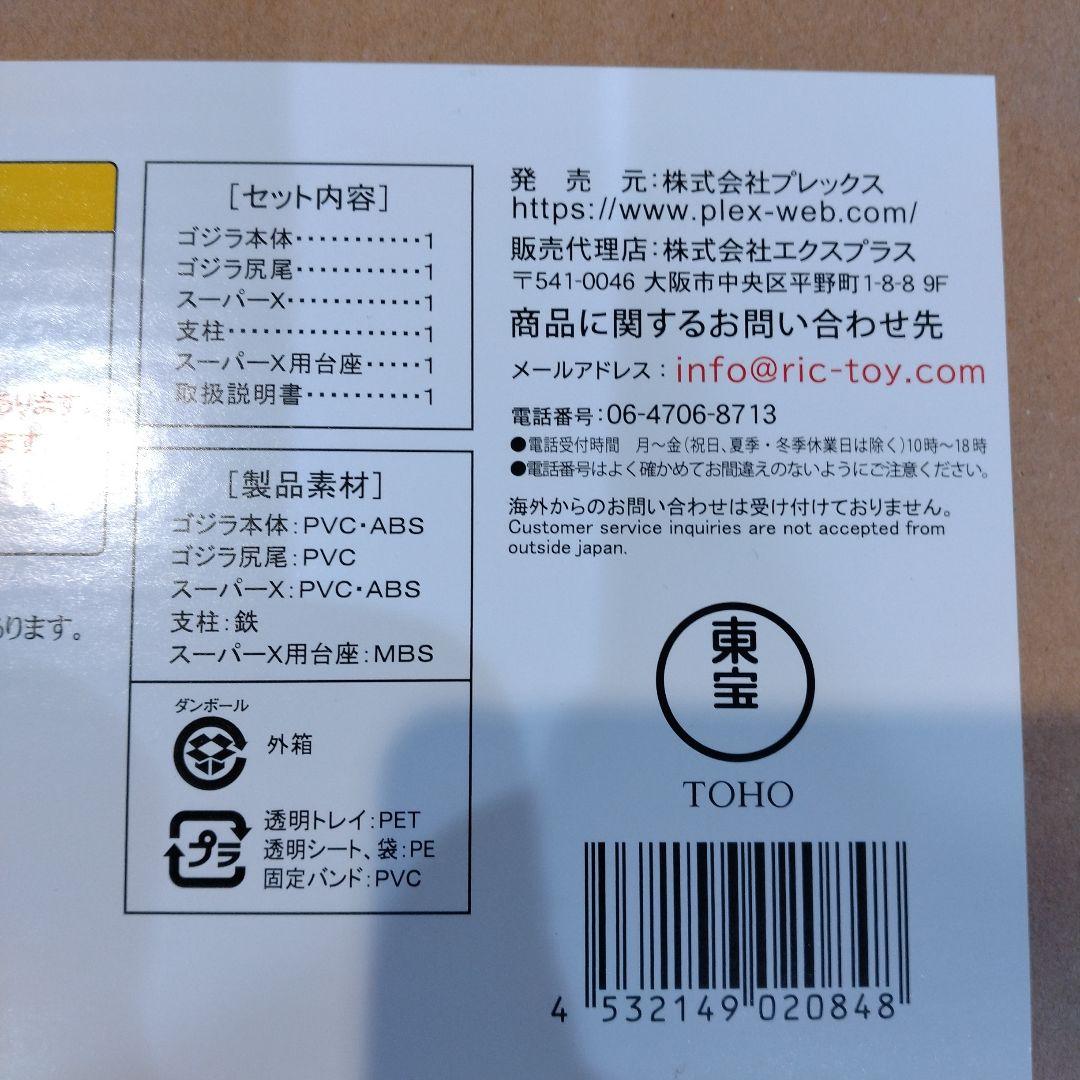 [セット内容]
ゴジラ本体…………1
ゴジラ尻尾…………1
スーパーX…………1
支柱…………………1
スーパーX用台座……1
取扱説明書…………1
[製品素材]
ゴジラ本体:PVC・ABS
ゴジラ尻尾:PVC
スーパーX:PVC・ABS
支柱:鉄
スーパーX用台座:MBS
ダンボール
外箱
プラ
透明トレイ:PET
透明シート、袋:PE
固定バンド:PVC
ります。
発売元:株式会社プレックス
https://www.plex-web.com/
販売代理店:株式会社エクスプラス
〒541-0046 大阪市中央区平野町1-8-8 9F
商品に関するお問い合わせ先
メールアドレス:info@ric-toy.com
電話番号:06-4706-8713
●電話受付時間 月～金(祝日、夏季・冬季休業日は除く)10時～18時
●電話番号はよく確かめてお間違えのないようにご注意ください。
海外からのお問い合わせは受け付けておりません。
Customer service inquiries are not accepted from
outside japan.
東宝
TOHO
4 532149 020848